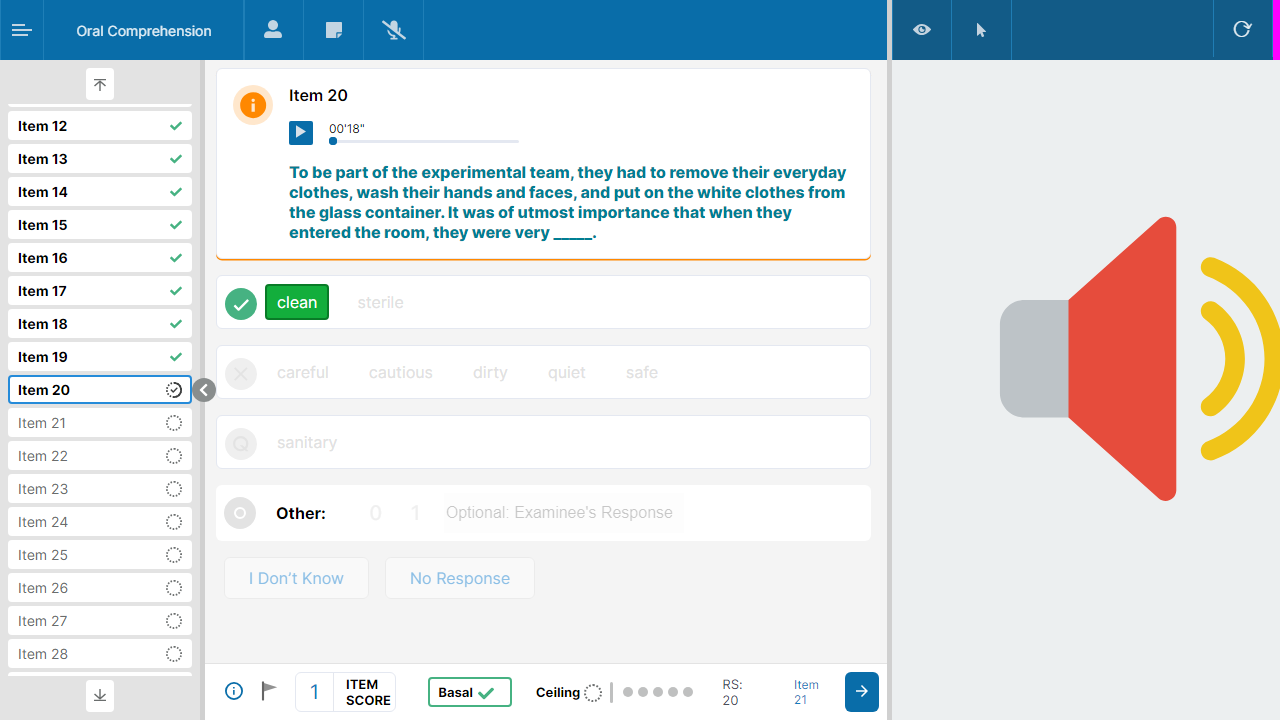 Oral Comprehension
Item 12
Item 13
Item 14
Item 15
Item 16
Item 17
Item 18
Item 19
Item 20
Item 21
Item 22
Item 23
Item 24
Item 25
Item 26
Item 27
Item 28
Item 20
00'18"
To be part of the experimental team, they had to remove their everyday
clothes, wash their hands and faces, and put on the white clothes from
the glass container. It was of utmost importance that when they
entered the room, they were very _____.
clean sterile
careful cautious dirty quiet safe
Q sanitary
Other: 0 1 Optional: Examinee's Response
I Don’t Know No Response
1 ITEM
SCORE
Basal
Ceiling
RS:
20
Item
21